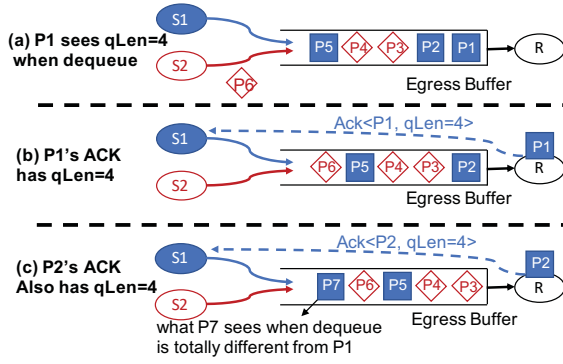 S1
(a) P1 sees qLen=4
when dequeue
S2
P6
P5 P4 P3 P2 P1
R
Egress Buffer
S1
Ack<P1, qLen=4>
P1
(b) P1's ACK
has qLen=4
P6 P5 P4 P3 P2
R
S2
Egress Buffer
S1
Ack<P2, qLen=4>
P2
(c) P2's ACK
Also has qLen=4
P7 P6 P5 P4 P3
R
S2
Egress Buffer
what P7 sees when dequeue
is totally different from P1